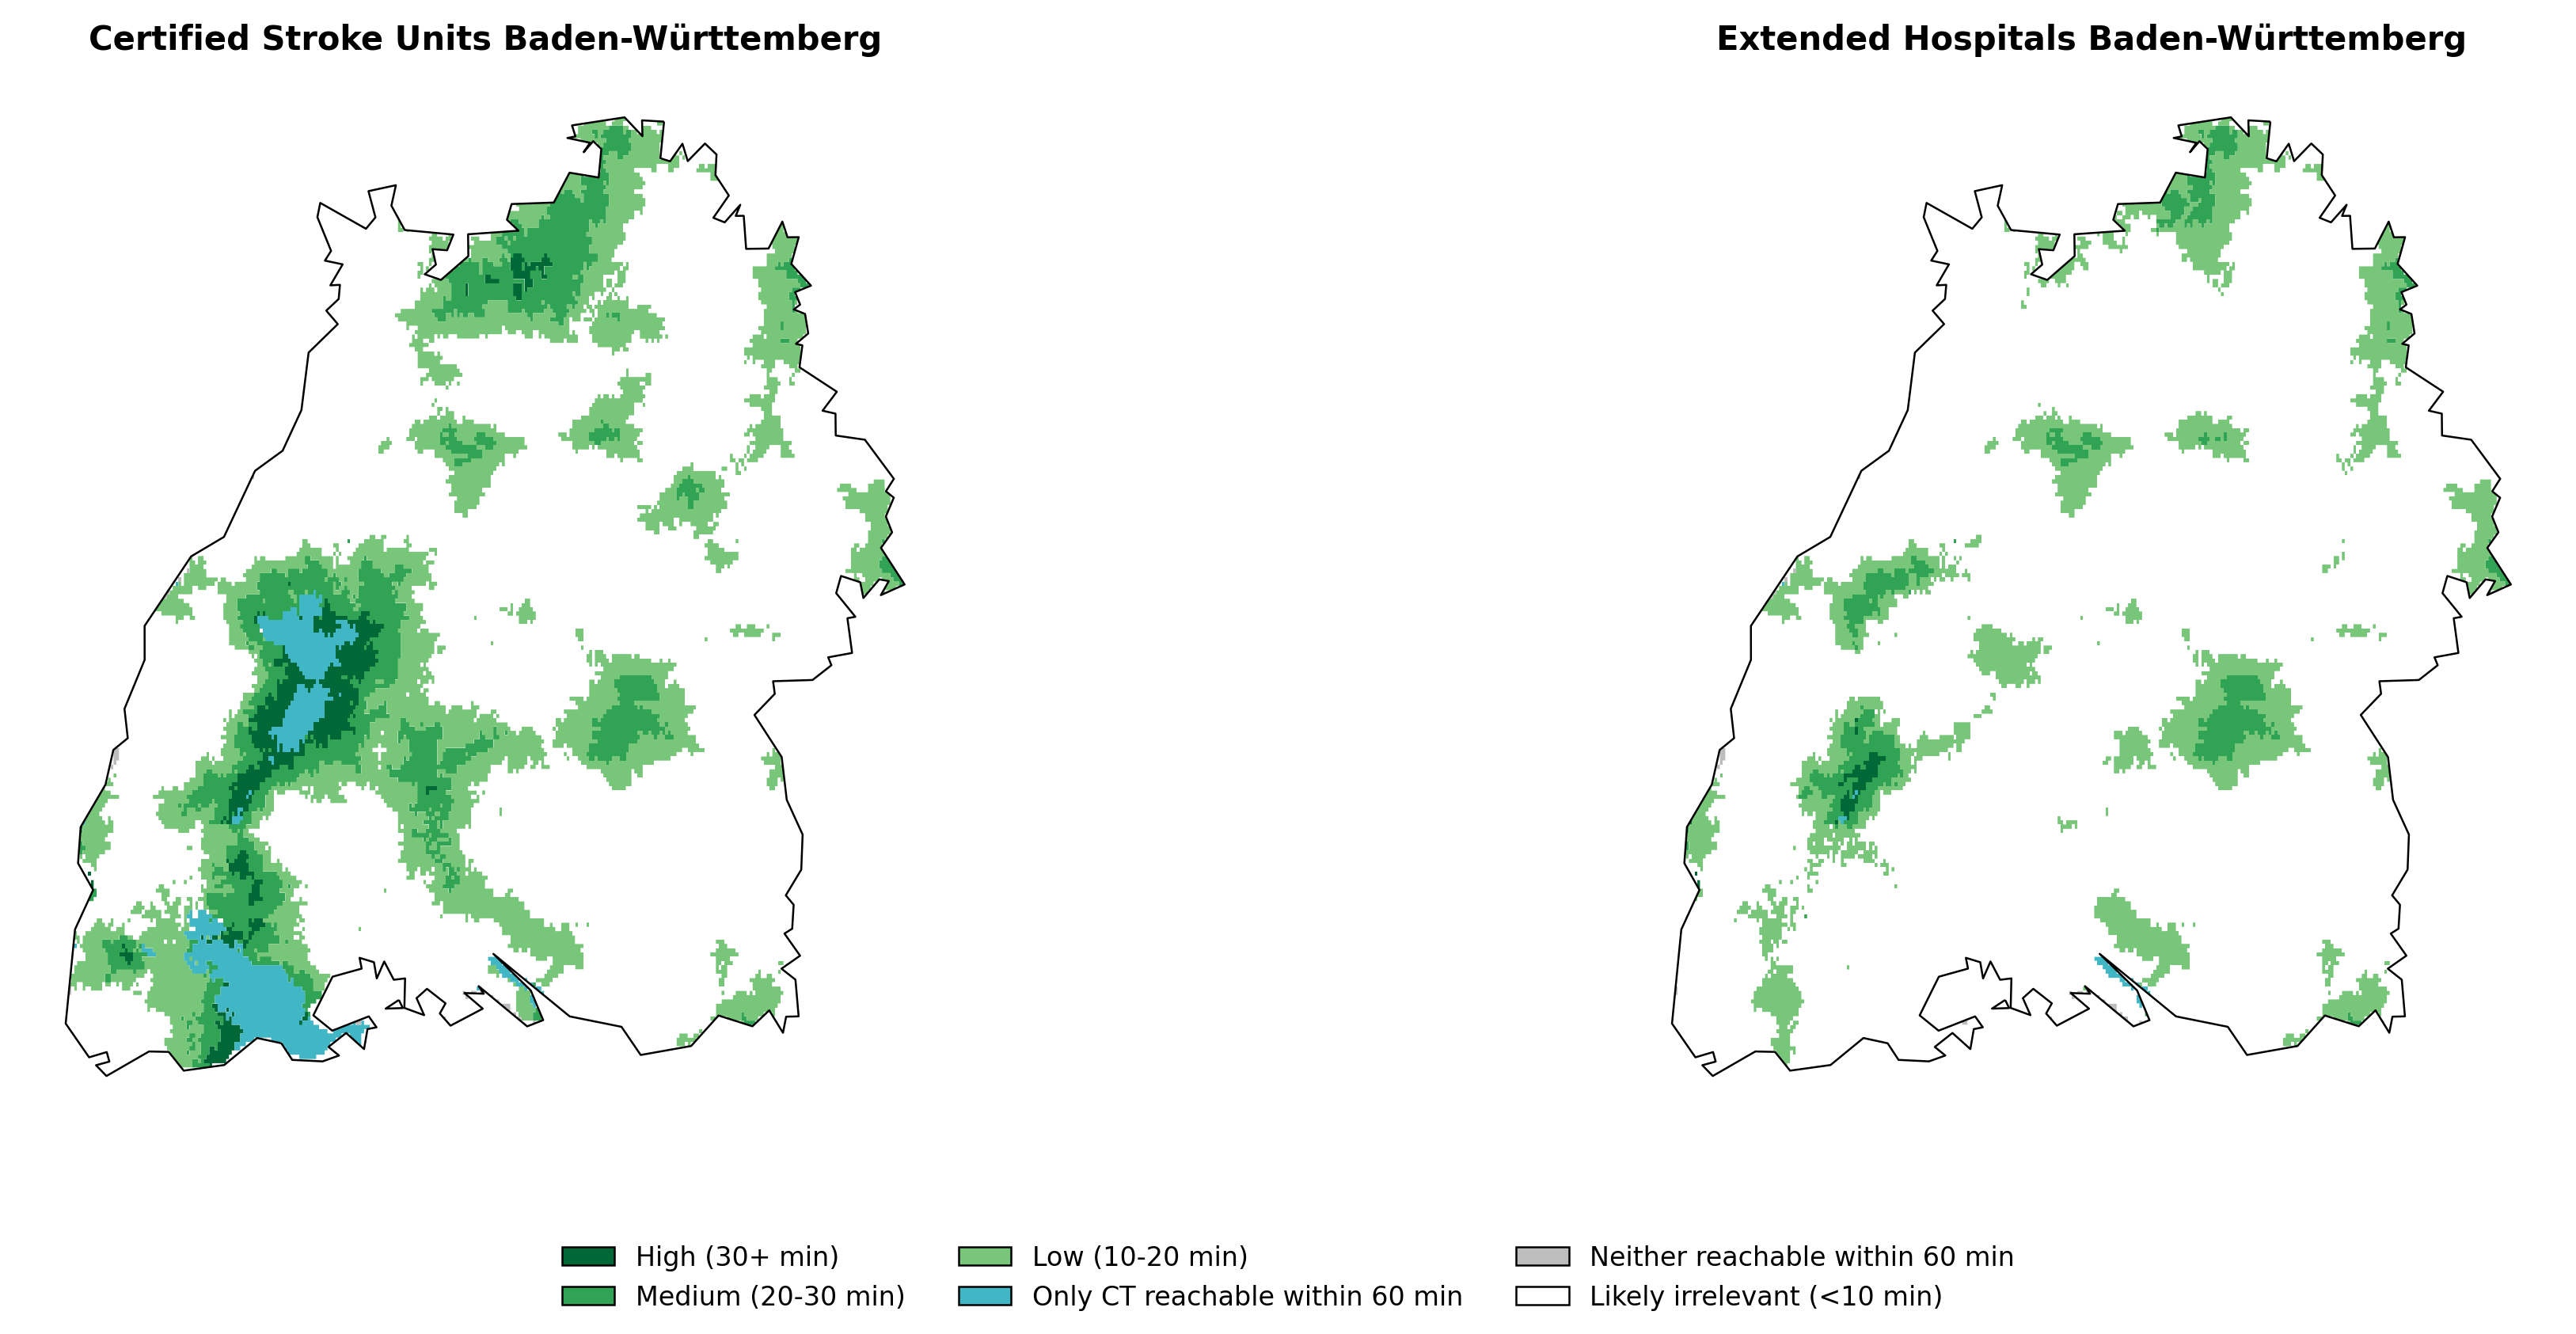 Certified Stroke Units Baden-Württemberg
Extended Hospitals Baden-Württemberg
High (30+ min)
Medium (20-30 min)
Low (10-20 min)
Only CT reachable within 60 min
Neither reachable within 60 min
Likely irrelevant (<10 min)